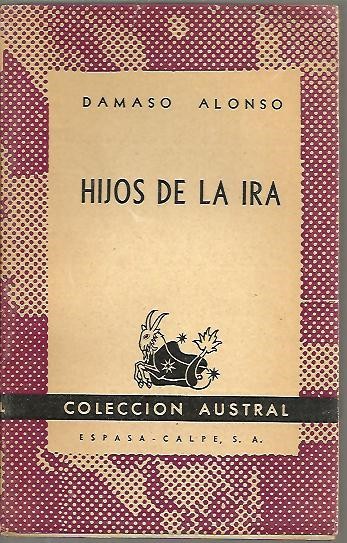 DAMASO ALONSO
HIJOS DE LA IRA
COLECCION AUSTRAL
ESPASA - CALPE, S. A.